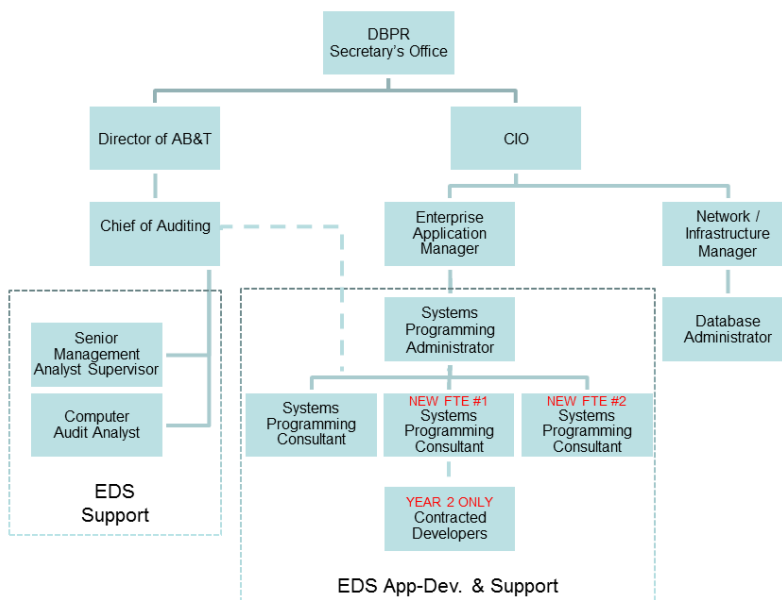 DBPR
Secretary's Office
Director of AB&T
CIO
Chief of Auditing
Enterprise
Application
Manager
Network /
Infrastructure
Manager
Senior
Management
Analyst Supervisor
Computer
Audit Analyst
EDS
Support
Systems
Programming
Administrator
Database
Administrator
Systems
Programming
Consultant
NEW FTE #1
Systems
Programming
Consultant
NEW FTE #2
Systems
Programming
Consultant
YEAR 2 ONLY
Contracted
Developers
EDS App-Dev. & Support